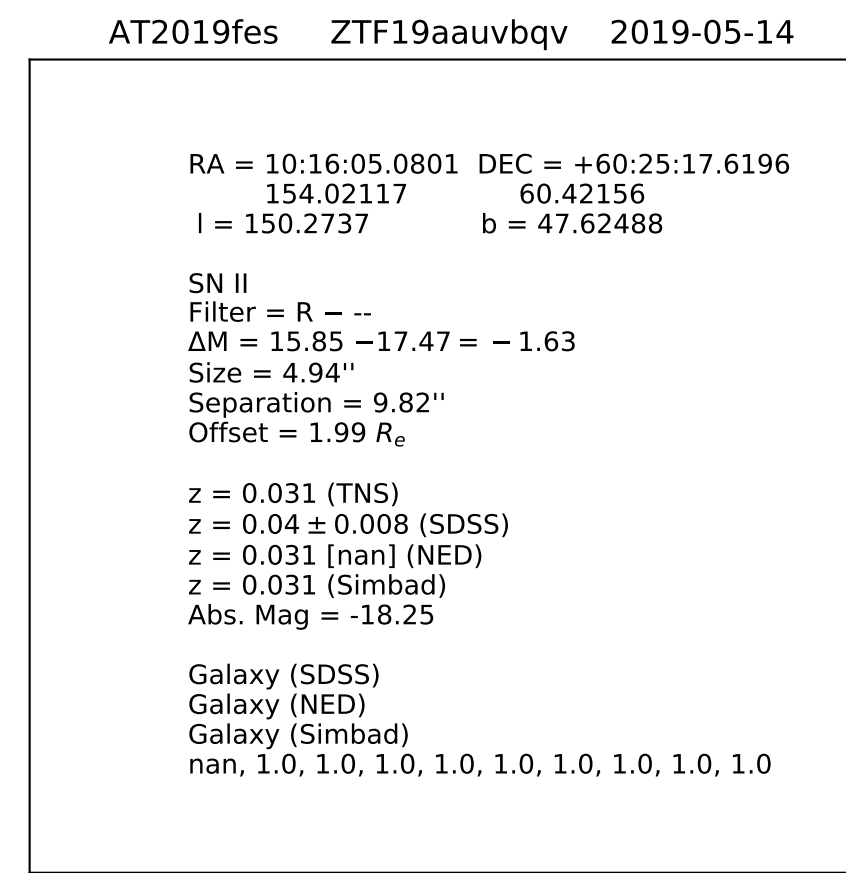 AT2019fes ZTF19aauvbqv 2019-05-14
RA = 10:16:05.0801 DEC = +60:25:17.6196
154.02117 60.42156
l = 150.2737 b = 47.62488
SN II
Filter = R − --
ΔM = 15.85 −17.47 = − 1.63
Size = 4.94''
Separation = 9.82''
Offset = 1.99 Rₑ
z = 0.031 (TNS)
z = 0.04 ± 0.008 (SDSS)
z = 0.031 [nan] (NED)
z = 0.031 (Simbad)
Abs. Mag = -18.25
Galaxy (SDSS)
Galaxy (NED)
Galaxy (Simbad)
nan, 1.0, 1.0, 1.0, 1.0, 1.0, 1.0, 1.0, 1.0, 1.0